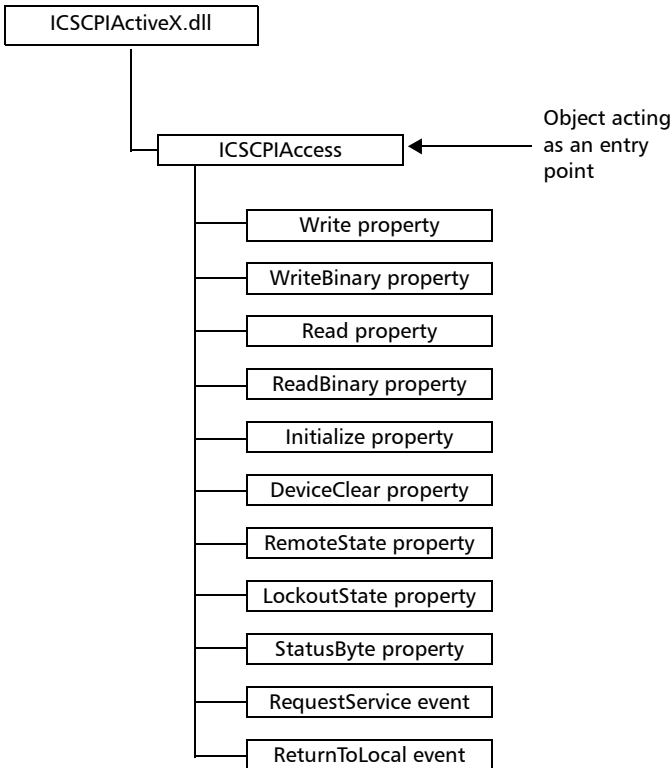 ICSCPIActiveX.dll
Object acting
as an entry
point
ICSCPIAccess
Write property
WriteBinary property
Read property
ReadBinary property
Initialize property
DeviceClear property
RemoteState property
LockoutState property
StatusByte property
RequestService event
ReturnToLocal event